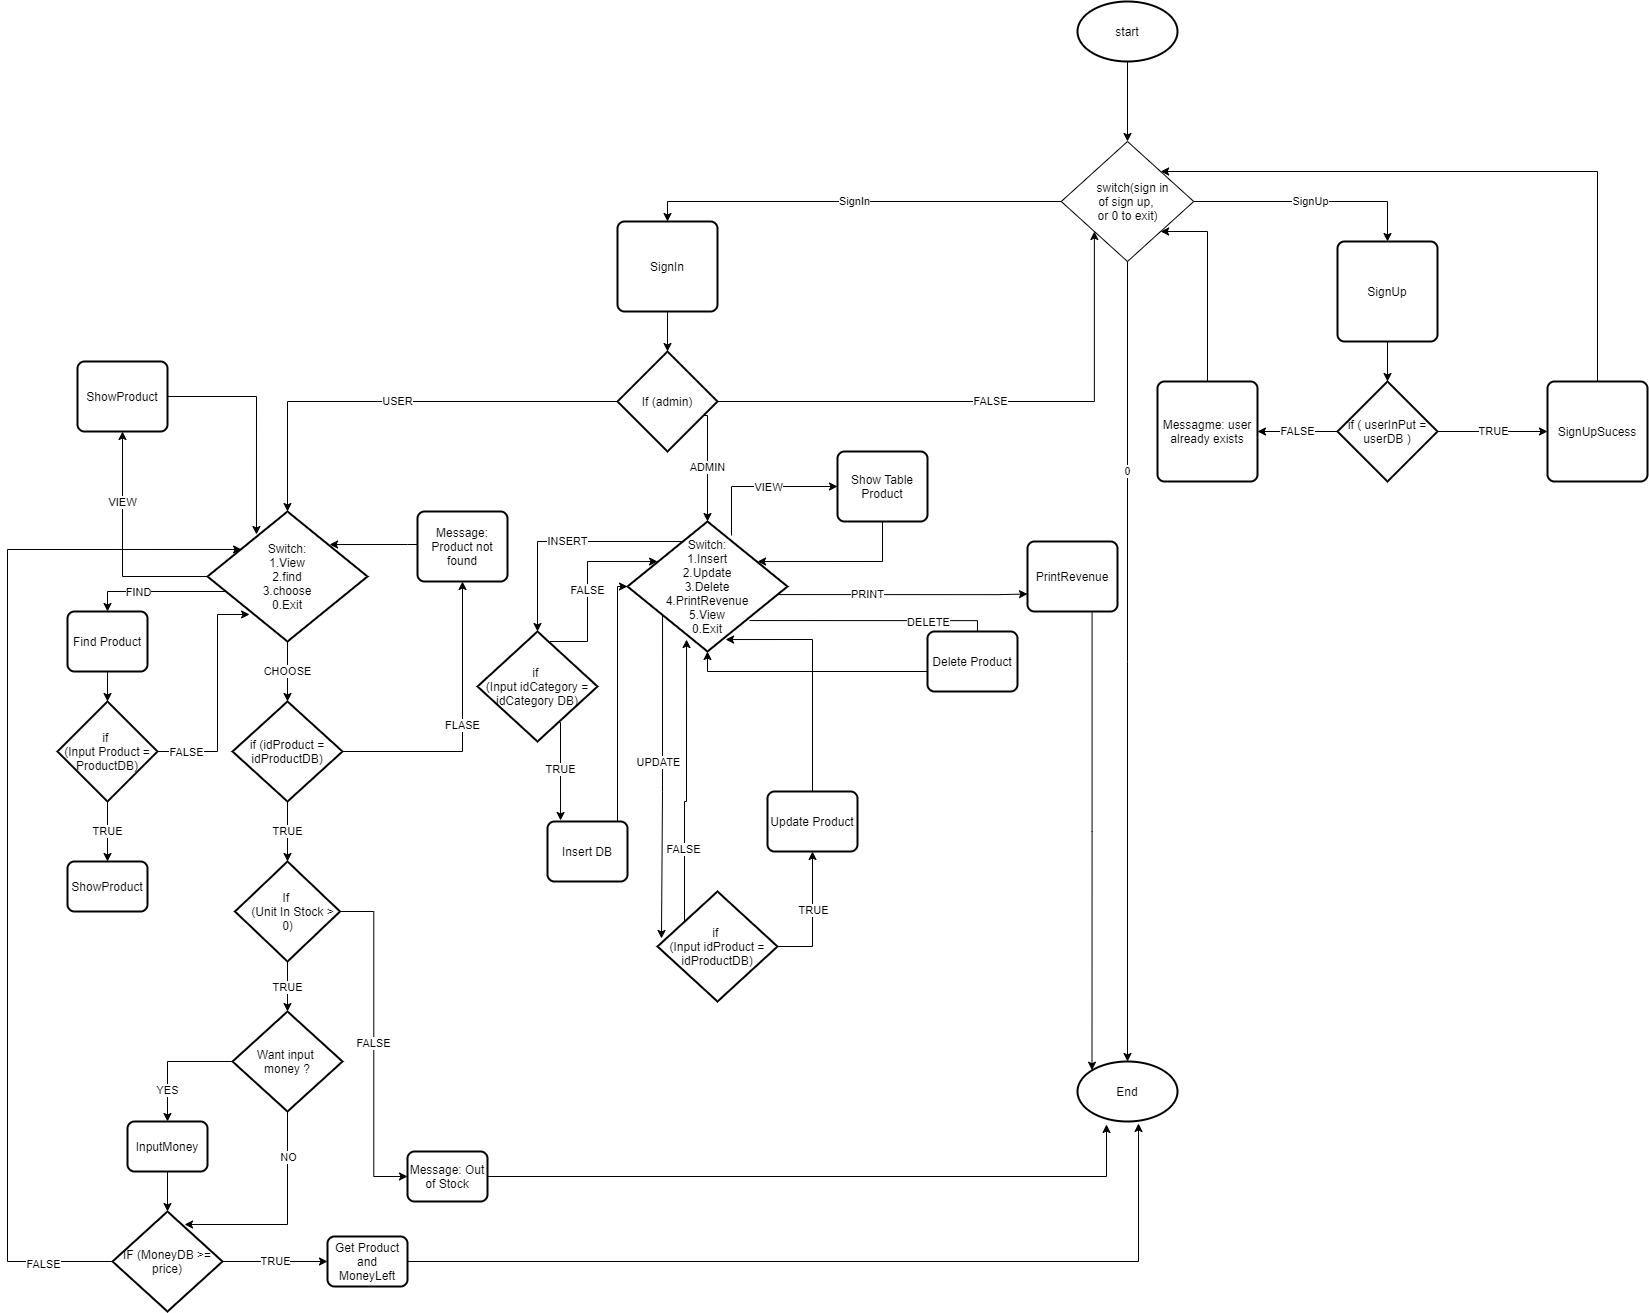 start
switch(sign in
of sign up,
or 0 to exit)
SignIn
SignUp
SignIn
SignUp
If (admin)
USER
FALSE
ADMIN
ShowProduct
VIEW
Messagme: user
already exists
FALSE
if ( userInPut =
userDB )
TRUE
SignUpSucess
0
Show Table
Product
VIEW
Switch:
1.View
2.find
3.choose
0.Exit
Message:
Product not
found
INSERT
FALSE
Switch:
1.Insert
2.Update
3.Delete
4.PrintRevenue
5.View
0.Exit
PRINT
PrintRevenue
DELETE
Delete Product
FIND
Find Product
CHOOSE
if
(Input idCategory =
idCategory DB)
FLASE
if
(Input Product =
ProductDB)
FALSE
if (idProduct =
idProductDB)
TRUE
UPDATE
Update Product
TRUE
TRUE
Insert DB
FALSE
ShowProduct
If
(Unit In Stock >
0)
TRUE
if
(Input idProduct =
idProductDB)
TRUE
FALSE
Want input
money ?
YES
End
InputMoney
NO
Message: Out
of Stock
IF (MoneyDB >=
price)
FALSE
TRUE
Get Product
and
MoneyLeft